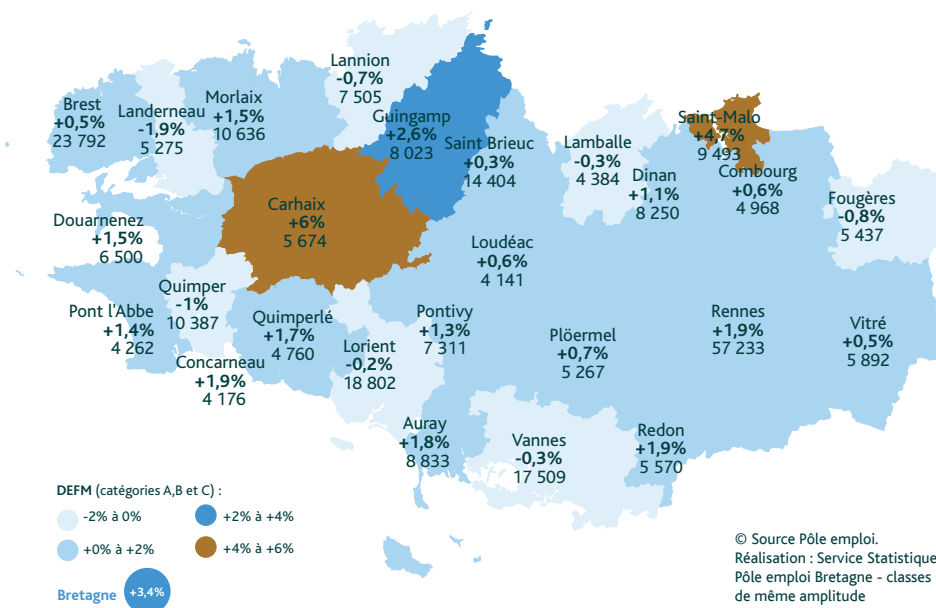 Lannion
-0,7%
7 505
Brest
+0,5%
23 792
Landerneau
-1,9%
5 275
Morlaix
+1,5%
10 636
Guingamp
+2,6%
8 023
Saint Brieuc
+0,3%
14 404
Lamballe
-0,3%
4 384
Dinan
+1,1%
8 250
Saint-Malo
+4,7%
9 493
Combourg
+0,6%
4 968
Fougères
-0,8%
5 437
Douarnenez
+1,5%
6 500
Carhaix
+6%
5 674
Loudéac
+0,6%
4 141
Quimper
-1%
10 387
Pont l'Abbe
+1,4%
4 262
Concarneau
+1,9%
4 176
Quimperlé
+1,7%
4 760
Lorient
-0,2%
18 802
Pontivy
+1,3%
7 311
Plöermel
+0,7%
5 267
Rennes
+1,9%
57 233
Vitré
+0,5%
5 892
Auray
+1,8%
8 833
Vannes
-0,3%
17 509
Redon
+1,9%
5 570
DEFM (catégories A,B et C) :
-2% à 0%
+2% à +4%
+0% à +2%
+4% à +6%
Bretagne +3,4%
© Source Pôle emploi.
Réalisation : Service Statistique
Pôle emploi Bretagne - classes
de même amplitude